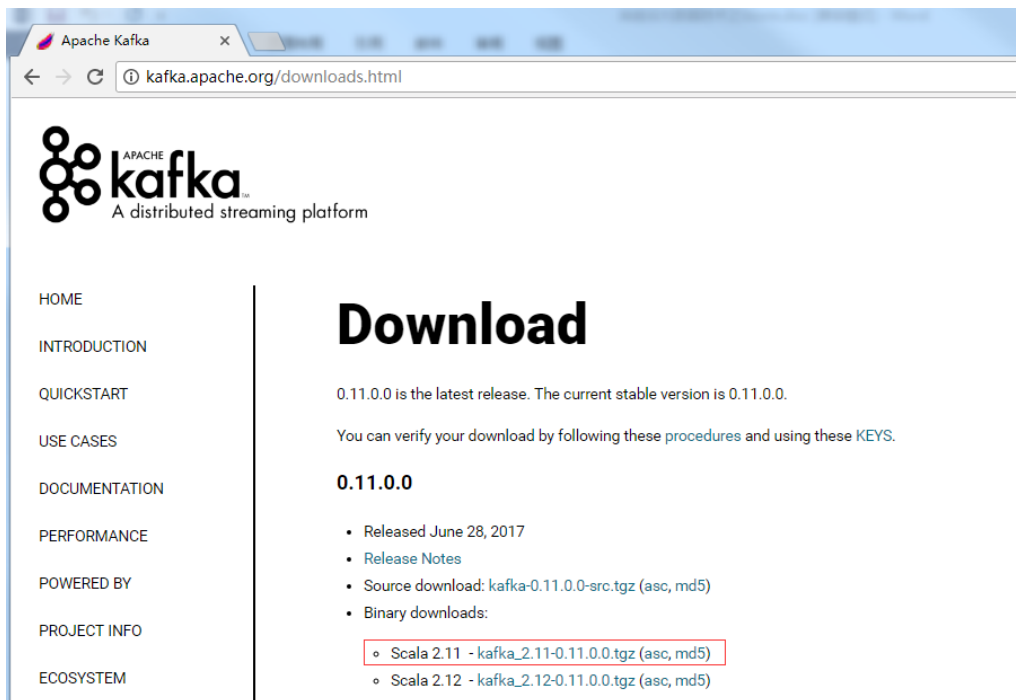 Apache Kafka
kafka.apache.org/downloads.html
APACHE
kafka
TM
A distributed streaming platform
HOME
INTRODUCTION
QUICKSTART
USE CASES
DOCUMENTATION
PERFORMANCE
POWERED BY
PROJECT INFO
ECOSYSTEM
Download
0.11.0.0 is the latest release. The current stable version is 0.11.0.0.
You can verify your download by following these procedures and using these KEYS.
0.11.0.0
Released June 28, 2017
Release Notes
Source download: kafka-0.11.0.0-src.tgz (asc, md5)
Binary downloads:
Scala 2.11 - kafka_2.11-0.11.0.0.tgz (asc, md5)
Scala 2.12 - kafka_2.12-0.11.0.0.tgz (asc, md5)